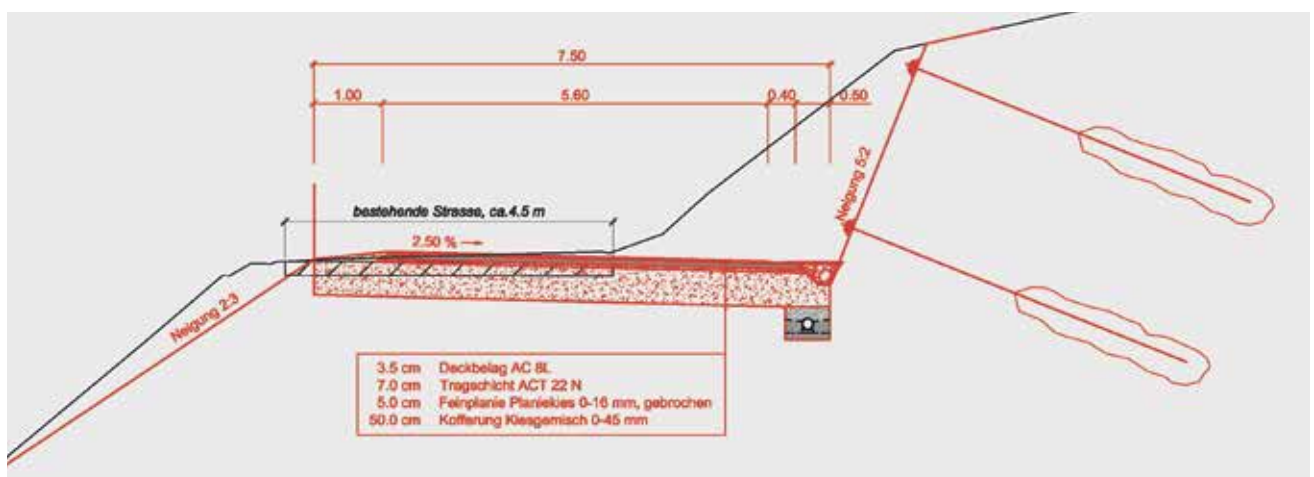 7.50
1.00 5.60 0.40 0.50
bestehende Strasse, ca.4.5 m
2.50 %
Neigung 5:2
Neigung 2:3
3.5 cm Deckbelag AC 8L
7.0 cm Tragschicht ACT 22 N
5.0 cm Feinplanie Planiekies 0-16 mm, gebrochen
50.0 cm Kofferung Kiesgemisch 0-45 mm